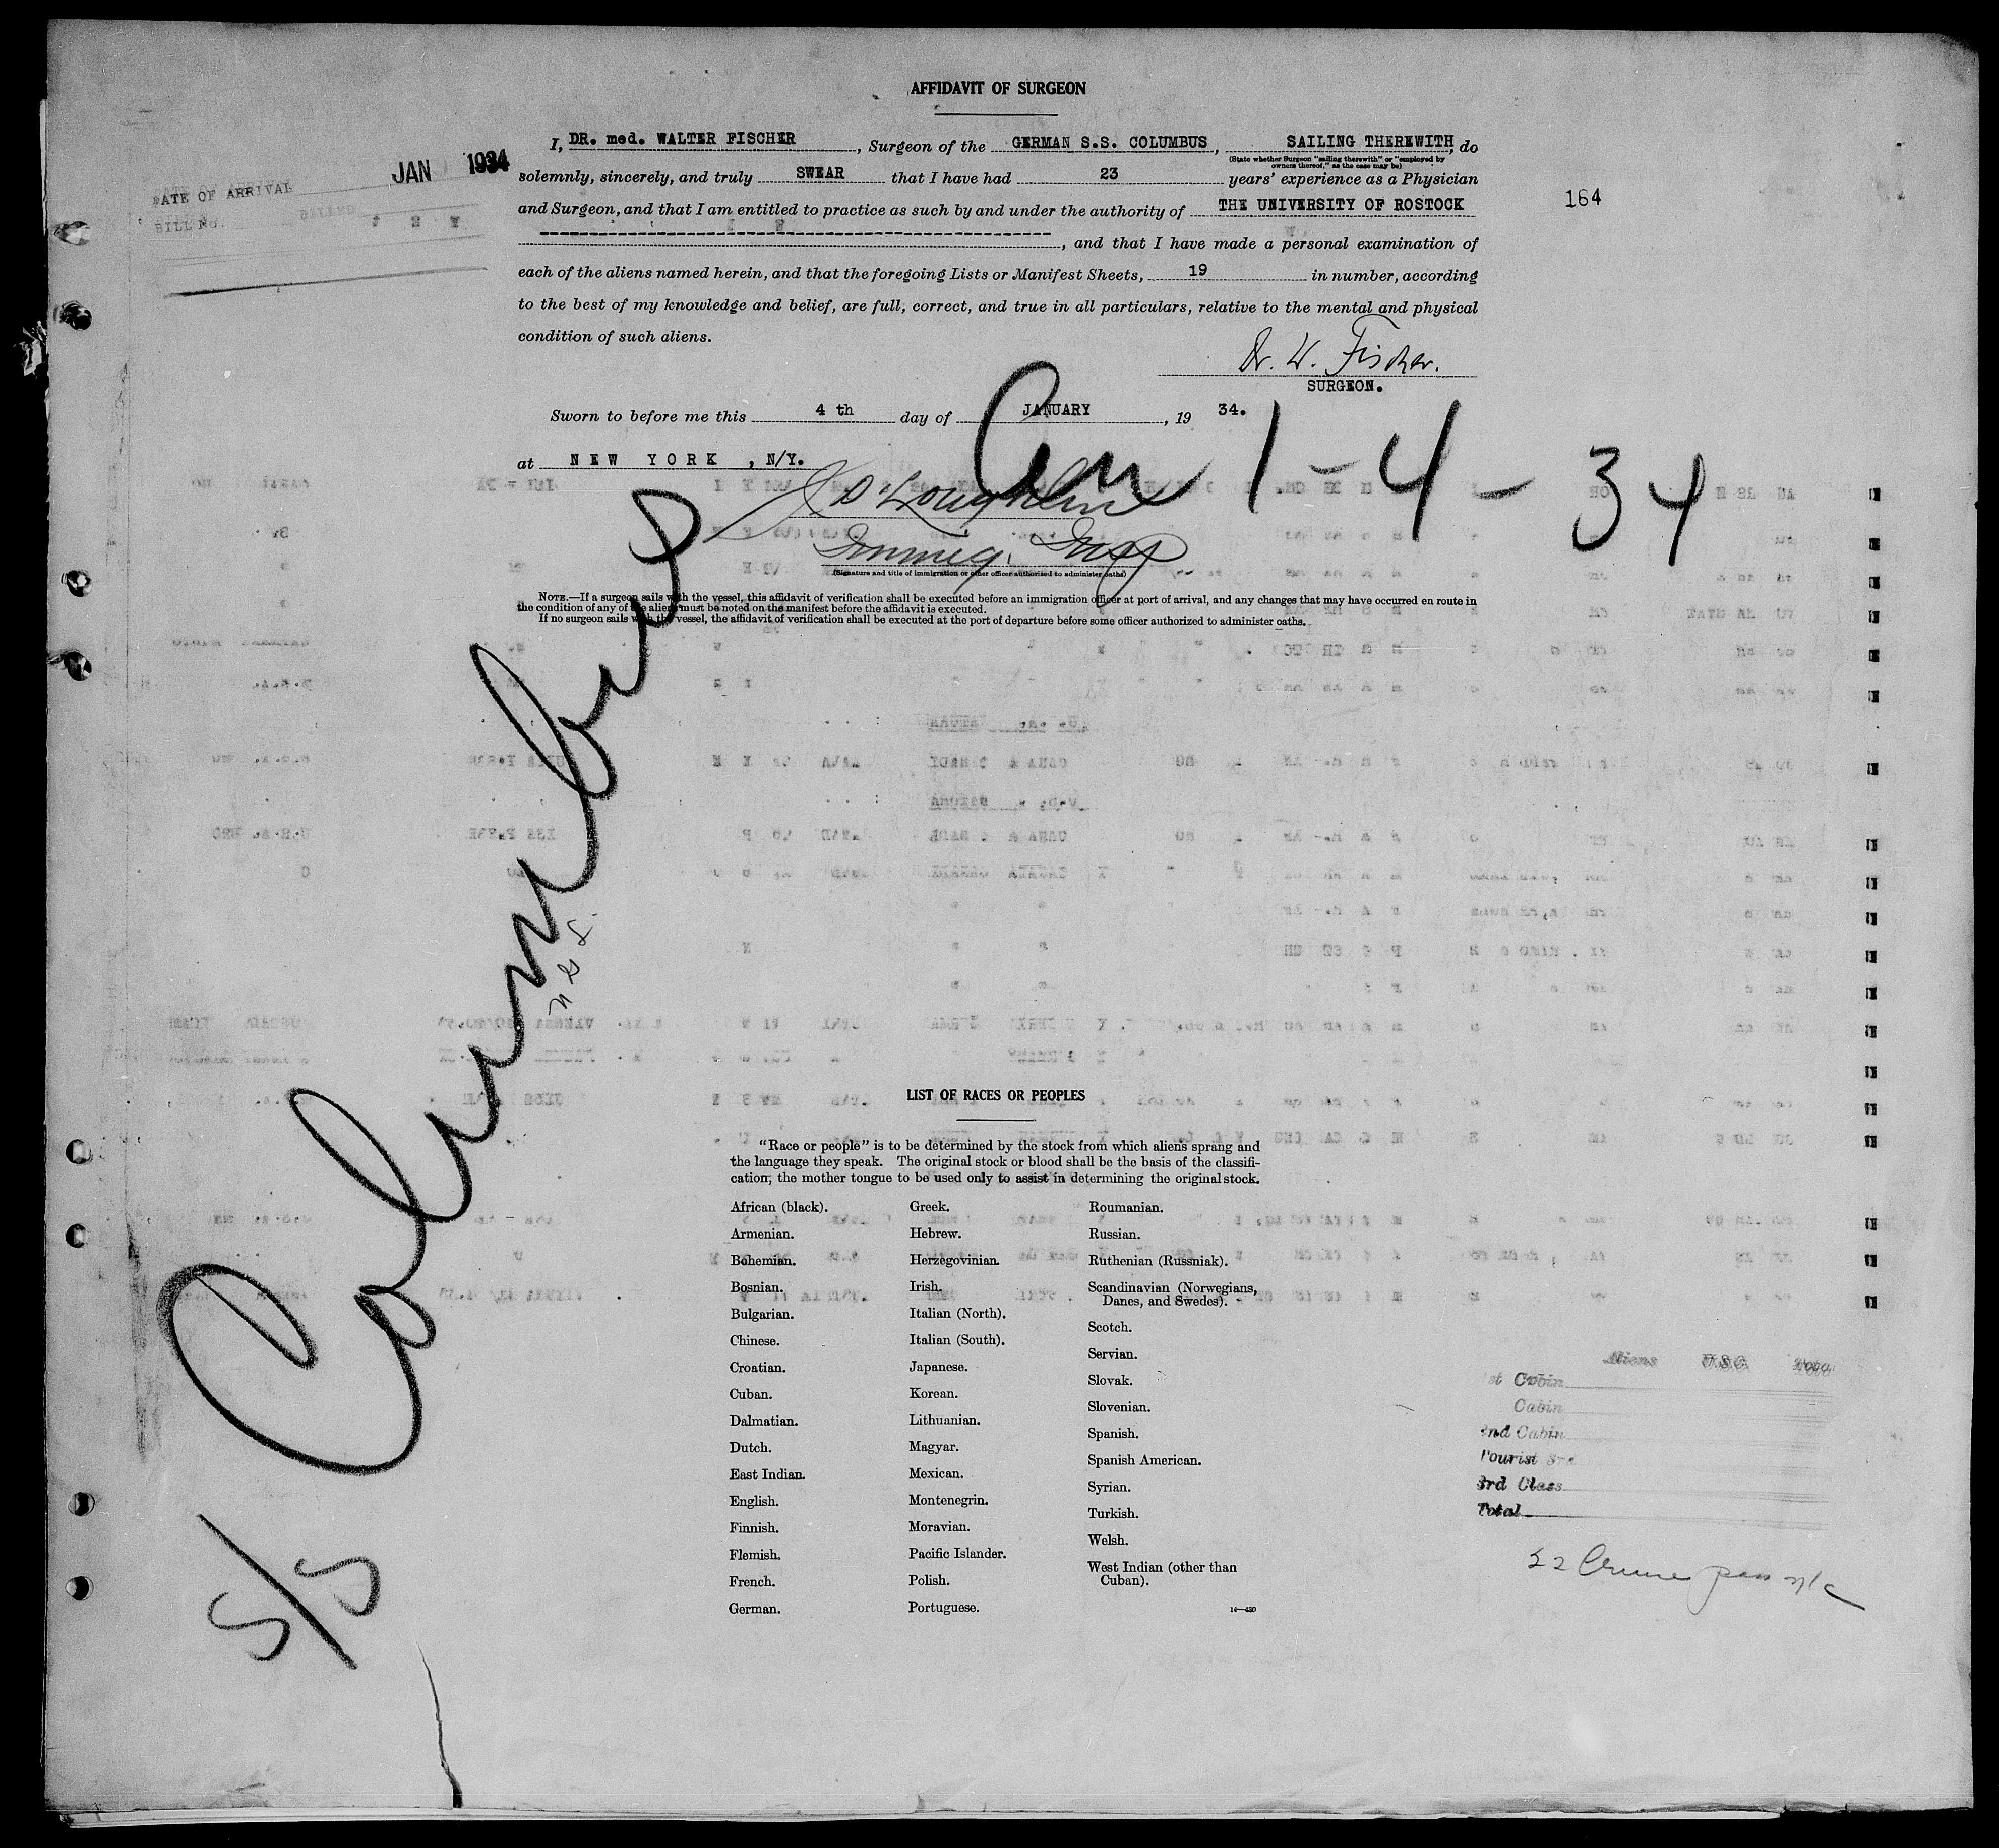 AFFIDAVIT OF SURGEON
I, DR. med. WALTER FISCHER, Surgeon of the GERMAN S.S. COLUMBUS, SAILING THEREWITH, do
(State whether Surgeon "sailing therewith" or "employed by
owners thereof," as the case may be)
solemnly, sincerely, and truly SWEAR that I have had 23 years' experience as a Physician
and Surgeon, and that I am entitled to practice as such by and under the authority of THE UNIVERSITY OF ROSTOCK
, and that I have made a personal examination of
each of the aliens named herein, and that the foregoing Lists or Manifest Sheets, 19 in number, according
to the best of my knowledge and belief, are full, correct, and true in all particulars, relative to the mental and physical
condition of such aliens.
Dr. W. Fischer.
SURGEON.
JAN 1934
DATE OF ARRIVAL
BILL No.
BILLED
164
Sworn to before me this 4 th day of JANUARY, 19 34.
at NEW YORK, N/Y.
1-4-34
Immig. Insp.
(Signature and title of immigration or other officer authorized to administer oaths)
NOTE.—If a surgeon sails with the vessel, this affidavit of verification shall be executed before an immigration officer at port of arrival, and any changes that may have occurred en route in
the condition of any of the aliens must be noted on the manifest before the affidavit is executed.
If no surgeon sails with the vessel, the affidavit of verification shall be executed at the port of departure before some officer authorized to administer oaths.
S/S Columbus
LIST OF RACES OR PEOPLES
"Race or people" is to be determined by the stock from which aliens sprang and
the language they speak. The original stock or blood shall be the basis of the classifi-
cation, the mother tongue to be used only to assist in determining the original stock.
African (black).
Armenian.
Bohemian.
Bosnian.
Bulgarian.
Chinese.
Croatian.
Cuban.
Dalmatian.
Dutch.
East Indian.
English.
Finnish.
Flemish.
French.
German.
Greek.
Hebrew.
Herzegovinian.
Irish.
Italian (North).
Italian (South).
Japanese.
Korean.
Lithuanian.
Magyar.
Mexican.
Montenegrin.
Moravian.
Pacific Islander.
Polish.
Portuguese.
Roumanian.
Russian.
Ruthenian (Russniak).
Scandinavian (Norwegians,
Danes, and Swedes).
Scotch.
Servian.
Slovak.
Slovenian.
Spanish.
Spanish American.
Syrian.
Turkish.
Welsh.
West Indian (other than
Cuban).
14—430
Aliens U.S.C. Total
1st Cabin
Cabin
2nd Cabin
Tourist
3rd Class
Total